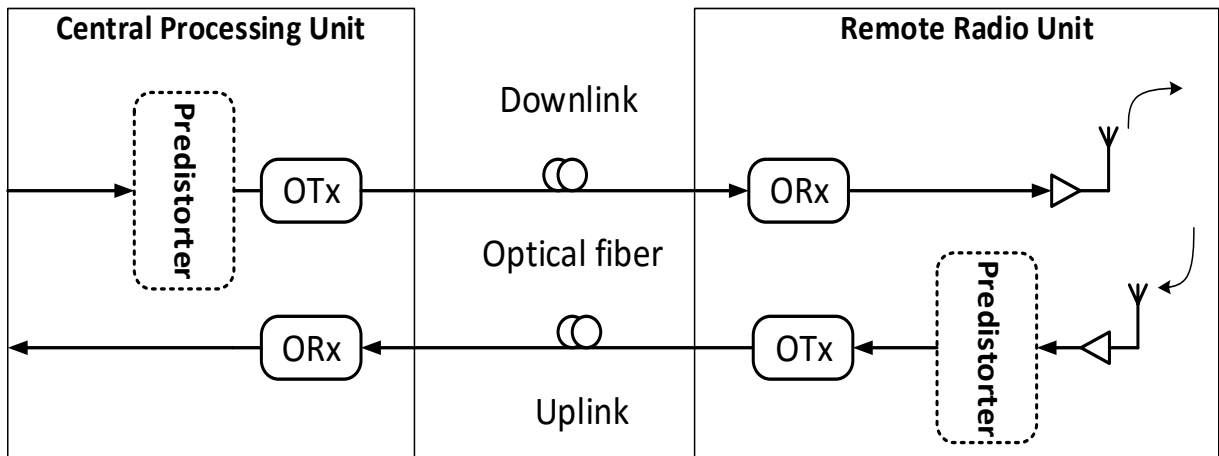 Central Processing Unit
Remote Radio Unit
Downlink
Predistorter
OTx
ORx
Optical fiber
ORx
OTx
Predistorter
Uplink